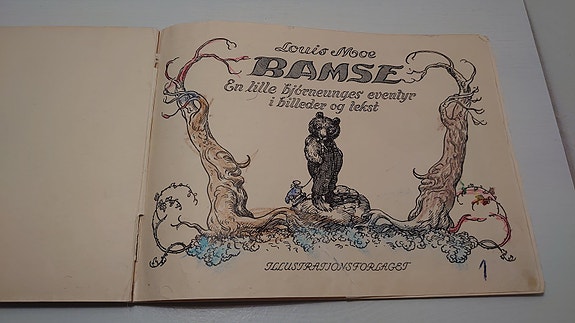 Louis Moe
BAMSE
En lille bjørneunges eventyr
i billeder og tekst
ILLUSTRATIONSFORLAGET
1